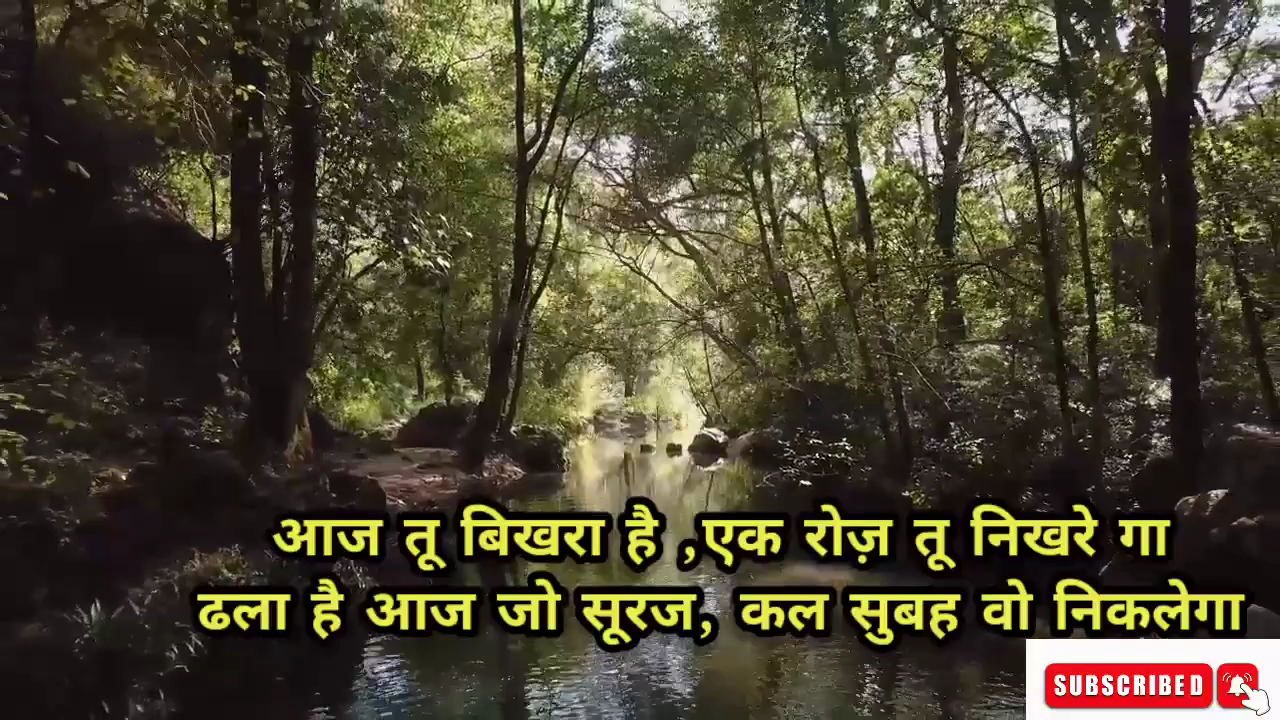 आज तू बिखरा है ,एक रोज़ तू निखरे गा
ढला है आज जो सूरज, कल सुबह वो निकलेगा
SUBSCRIBED